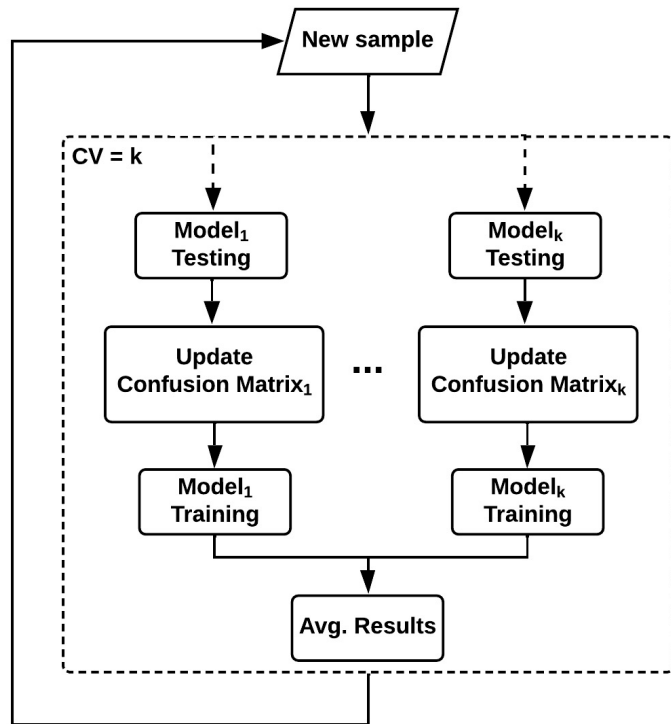 New sample
CV = k
Model₁
Testing
Modelₖ
Testing
Update
Confusion Matrix₁
...
Update
Confusion Matrixₖ
Model₁
Training
Modelₖ
Training
Avg. Results